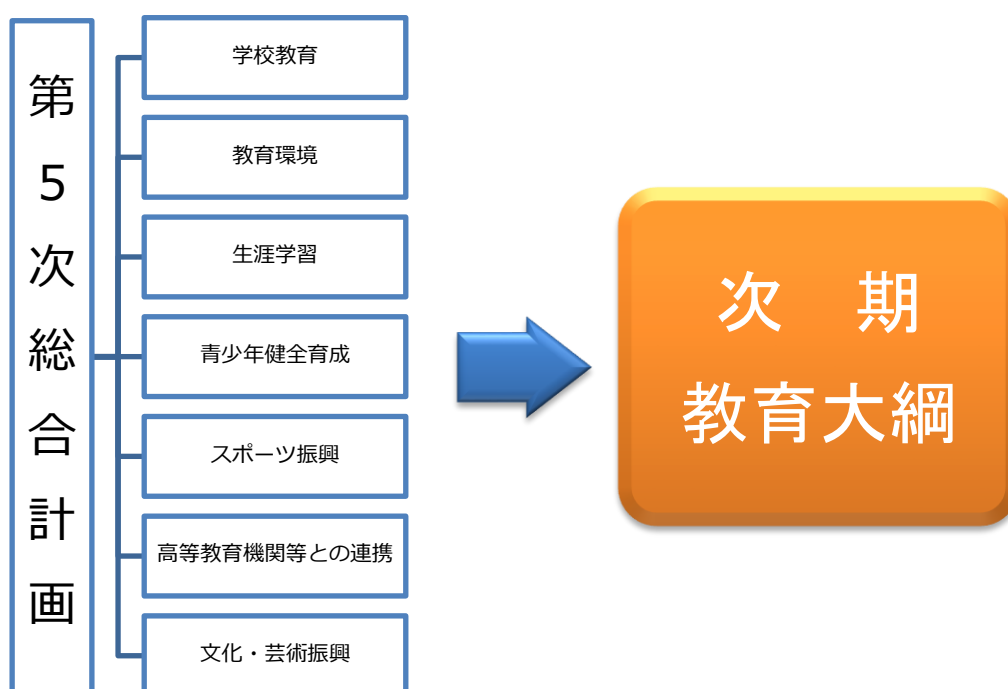 第5次総合計画
学校教育
教育環境
生涯学習
青少年健全育成
スポーツ振興
高等教育機関等との連携
文化・芸術振興
次　期
教育大綱